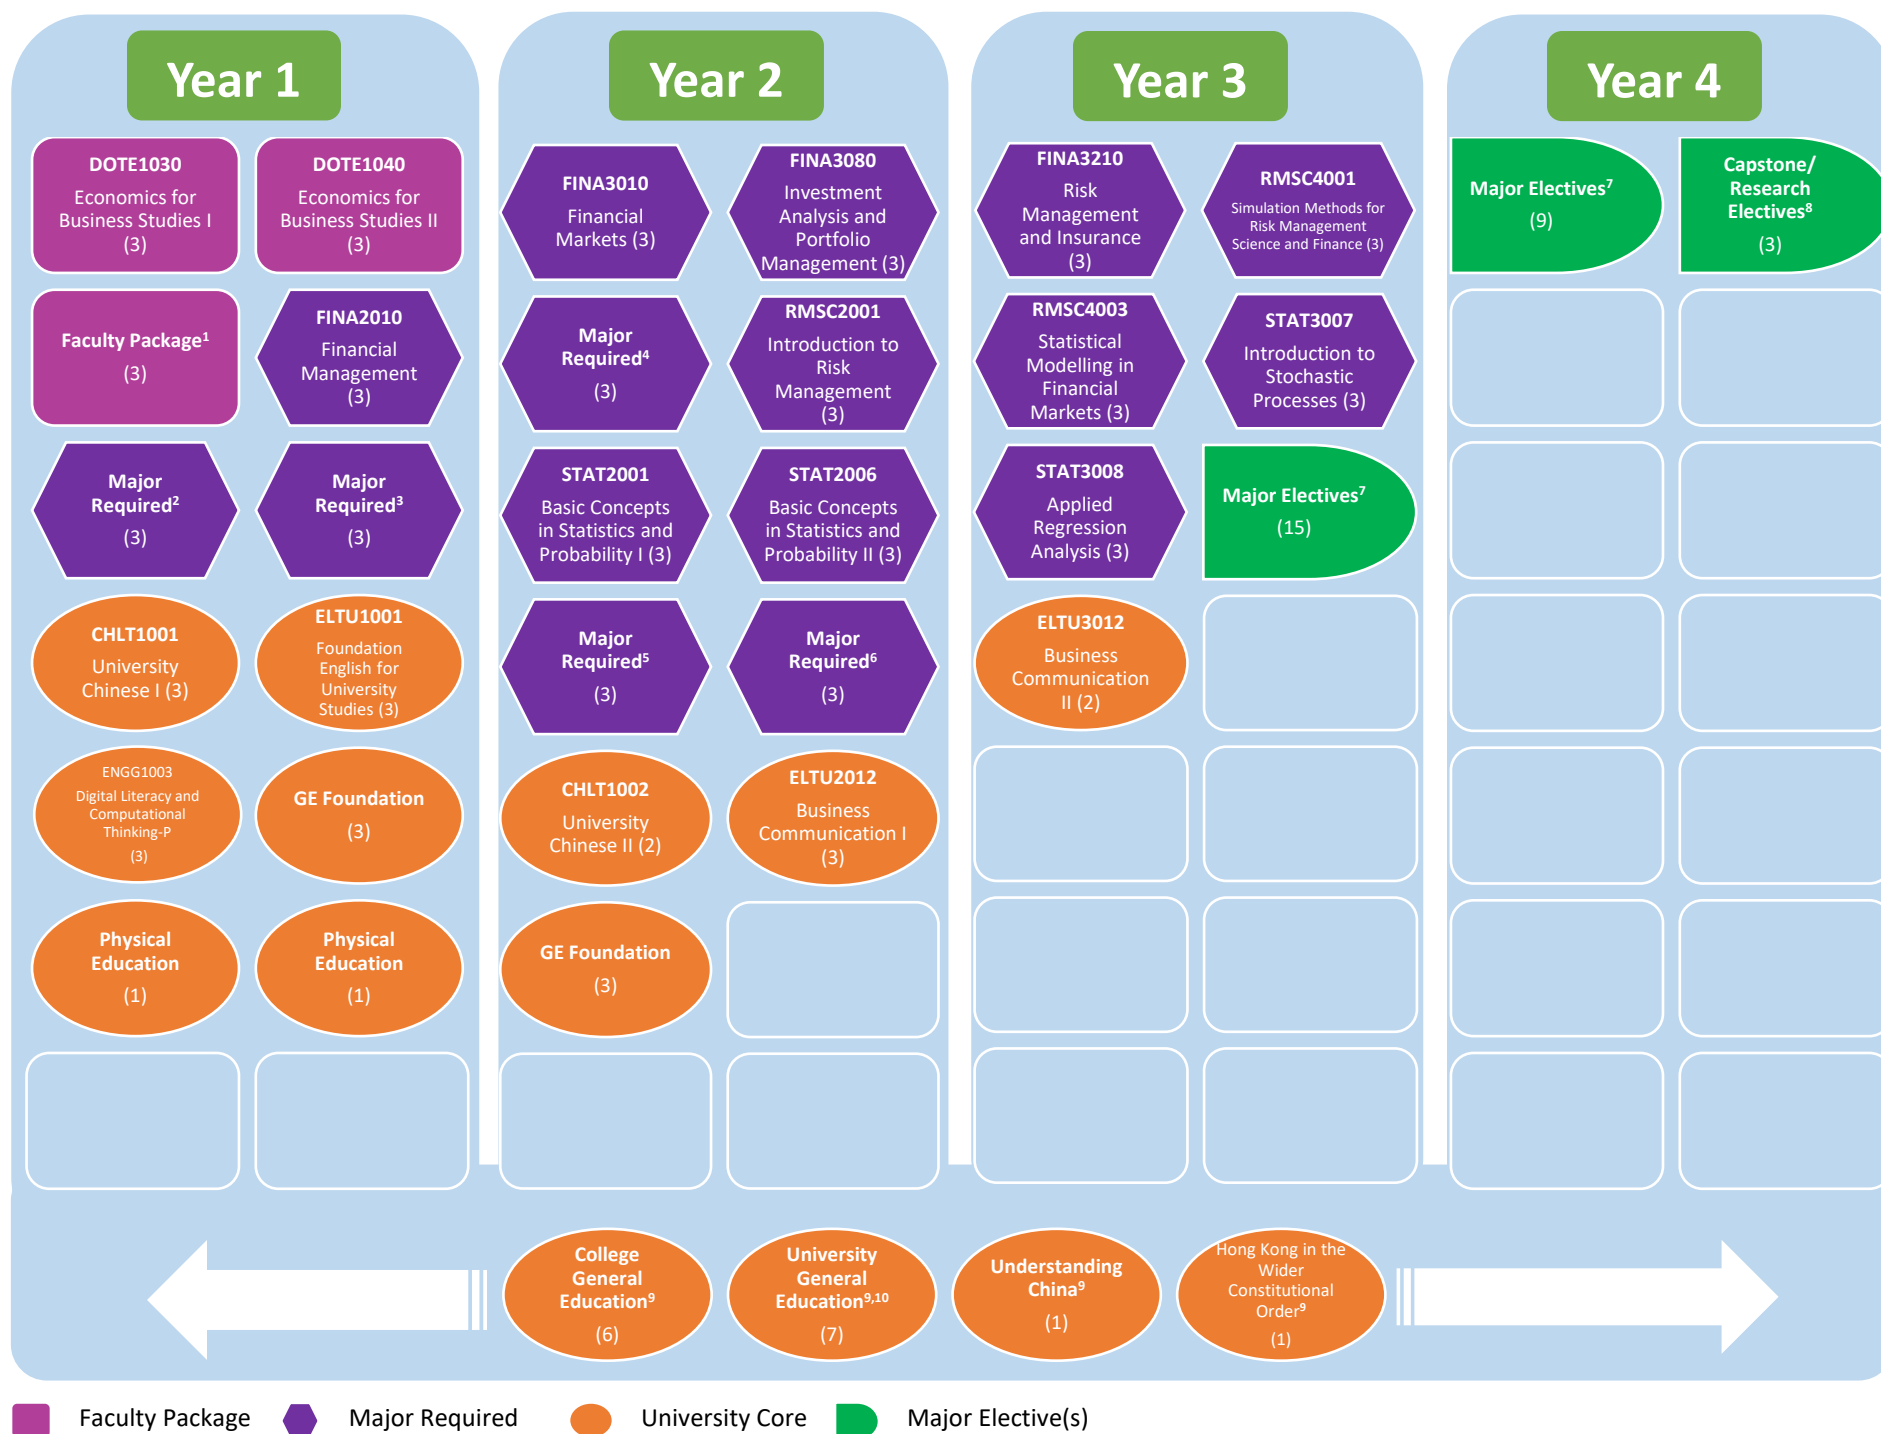 Year 1
DOTE1030
Economics for
Business Studies I
(3)
DOTE1040
Economics for
Business Studies II
(3)
Faculty Package¹
(3)
FINA2010
Financial
Management
(3)
Major
Required²
(3)
Major
Required³
(3)
CHLT1001
University
Chinese I (3)
ELTU1001
Foundation
English for
University
Studies (3)
ENGG1003
Digital Literacy and
Computational
Thinking-P
(3)
GE Foundation
(3)
Physical
Education
(1)
Physical
Education
(1)
Year 2
FINA3010
Financial
Markets (3)
FINA3080
Investment
Analysis and
Portfolio
Management (3)
Major
Required⁴
(3)
RMSC2001
Introduction to
Risk
Management
(3)
STAT2001
Basic Concepts
in Statistics and
Probability I (3)
STAT2006
Basic Concepts
in Statistics and
Probability II (3)
Major
Required⁵
(3)
Major
Required⁶
(3)
CHLT1002
University
Chinese II (2)
ELTU2012
Business
Communication I
(3)
GE Foundation
(3)
Year 3
FINA3210
Risk
Management
and Insurance
(3)
RMSC4001
Simulation Methods for
Risk Management
Science and Finance (3)
RMSC4003
Statistical
Modelling in
Financial
Markets (3)
STAT3007
Introduction to
Stochastic
Processes (3)
STAT3008
Applied
Regression
Analysis (3)
Major Electives⁷
(15)
ELTU3012
Business
Communication
II (2)
Year 4
Major Electives⁷
(9)
Capstone/
Research
Electives⁸
(3)
College
General
Education⁹
(6)
University
General
Education⁹,¹⁰
(7)
Understanding
China⁹
(1)
Hong Kong in the
Wider
Constitutional
Order⁹
(1)
Faculty Package
Major Required
University Core
Major Elective(s)